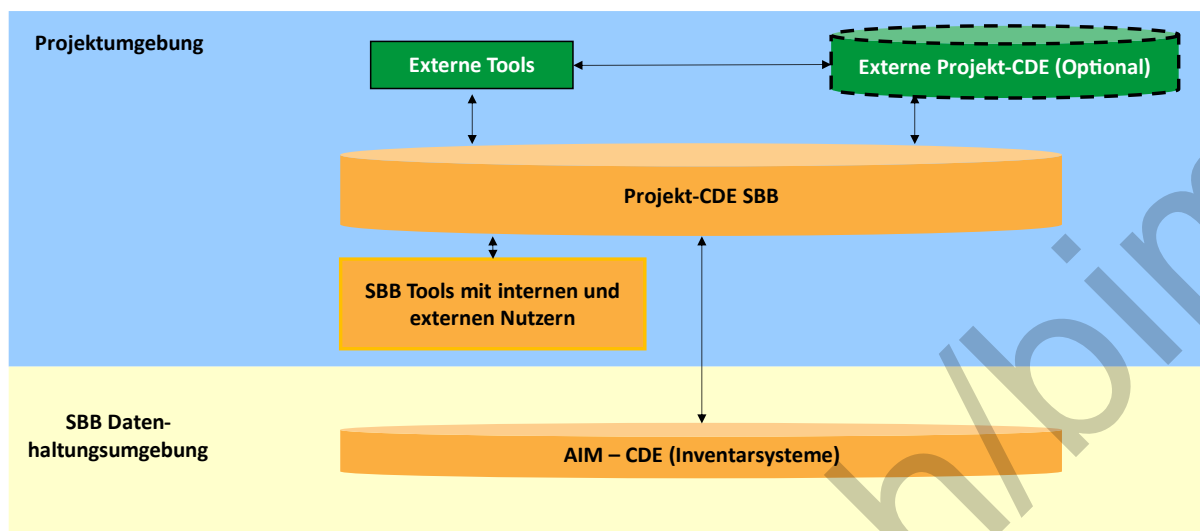 Projektumgebung
Externe Tools
Externe Projekt-CDE (Optional)
Projekt-CDE SBB
SBB Tools mit internen und
externen Nutzern
SBB Daten-
haltungsumgebung
AIM – CDE (Inventarsysteme)
h/bim